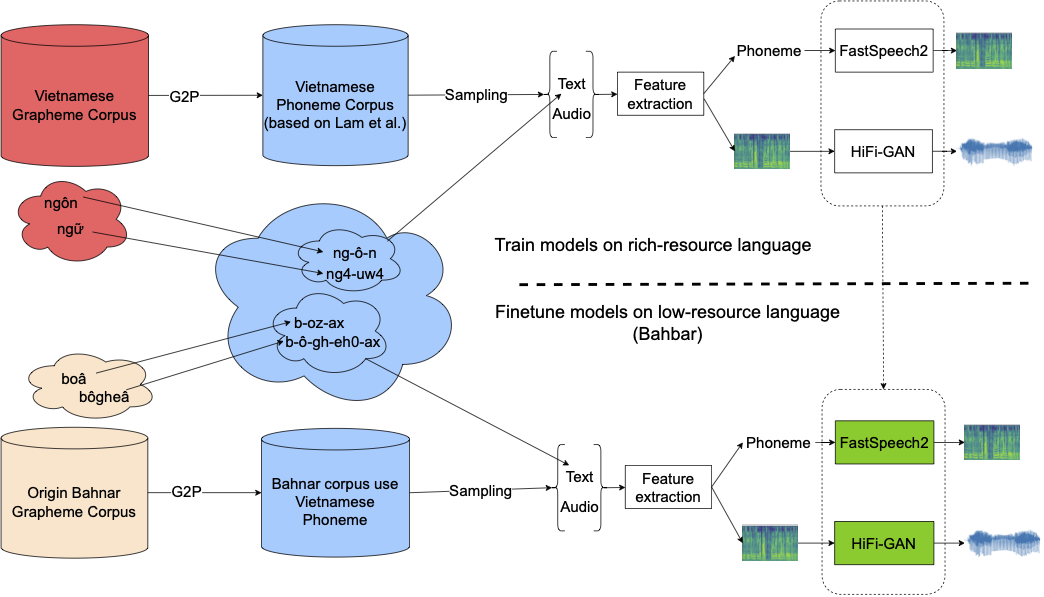 Vietnamese
Grapheme Corpus
G2P
Vietnamese
Phoneme Corpus
(based on Lam et al.)
Sampling
Text
Audio
Feature
extraction
Phoneme
FastSpeech2
HiFi-GAN
ngôn
ngữ
ng-ô-n
ng4-uw4
b-oz-ax
b-ô-gh-eh0-ax
boâ
bôgheâ
Train models on rich-resource language
Finetune models on low-resource language
(Bahbar)
Origin Bahnar
Grapheme Corpus
G2P
Bahnar corpus use
Vietnamese
Phoneme
Sampling
Text
Audio
Feature
extraction
Phoneme
FastSpeech2
HiFi-GAN